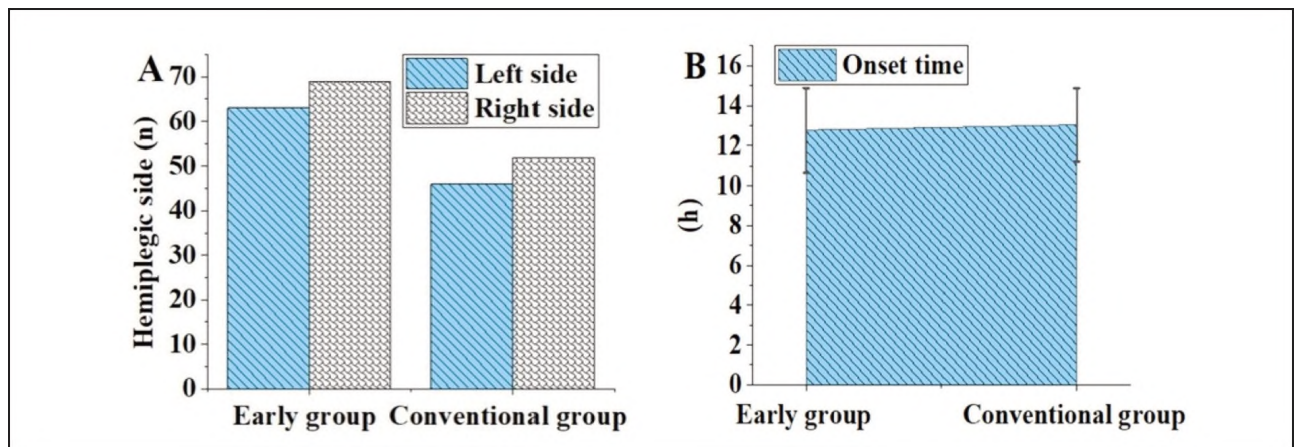 A
Left side
Right side
Hemiplegic side (n)
70
60
50
40
30
20
10
0
Early group Conventional group
B
Onset time
(h)
16
14
12
10
8
6
4
2
0
Early group Conventional group